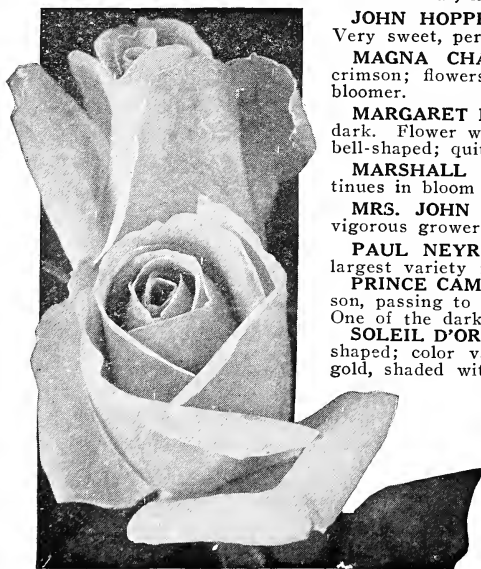 JOHN HOPPE
Very sweet, per
MAGNA CHA
crimson; flowers
bloomer.
MARGARET
dark. Flower w
bell-shaped; qui
MARSHALL
tinues in bloom
MRS. JOHN
vigorous grower
PAUL NEYR
largest variety
PRINCE CAM
son, passing to
One of the dark
SOLEIL D'OR
shaped; color v
gold, shaded wit